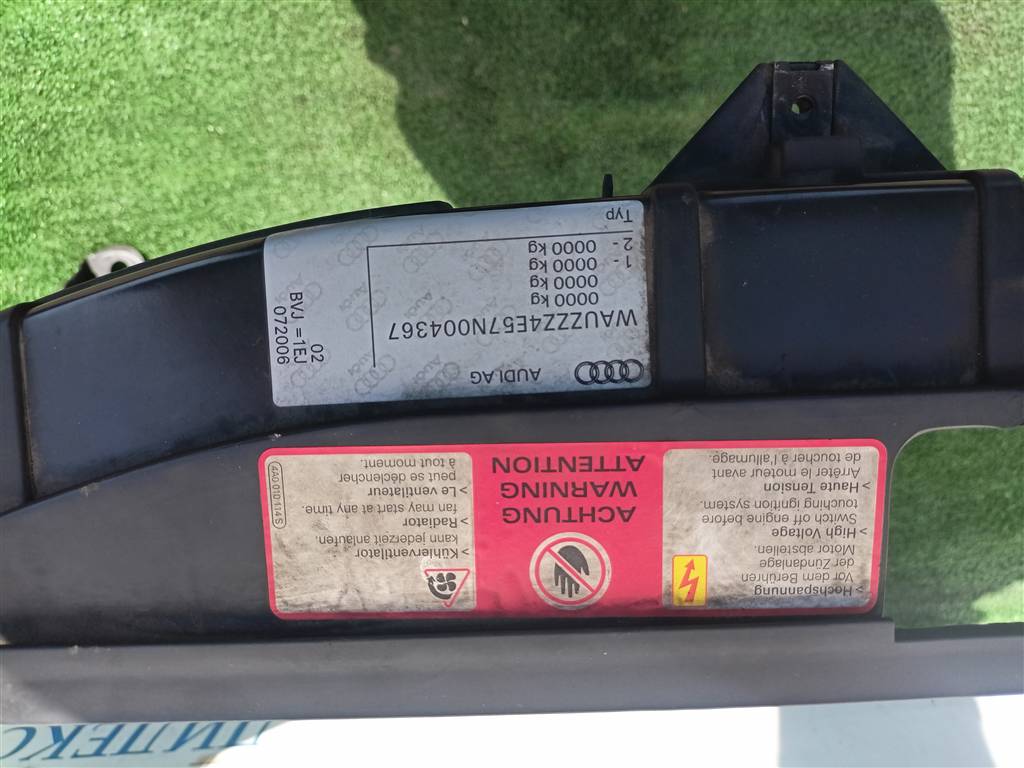 AUDI AG
WAUZZZ4E57N004367
0000 kg
0000 kg
1 - 0000 kg
2 - 0000 kg
Typ
02
BVJ =1EJ
072006
> Hochspannung
Vor dem Berühren
der Zündanlage
Motor abstellen.
> High Voltage
Switch off engine before
touching ignition system.
> Haute Tension
Arrêter le moteur avant
de toucher à l'allumage.
ACHTUNG
WARNING
ATTENTION
> Kühlerventilator
kann jederzeit anlaufen.
> Radiator
fan may start at any time.
> Le ventilateur
peut se déclencher
à tout moment.
4A0 010 114 S